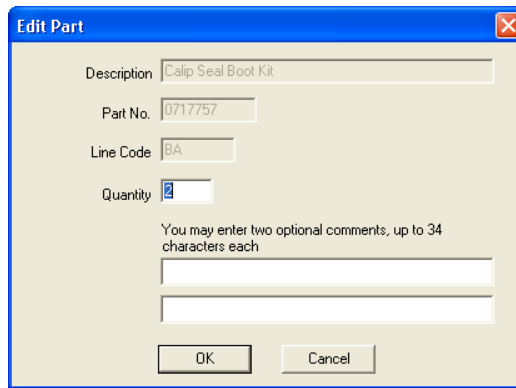 Edit Part
Description Calip Seal Boot Kit
Part No. 0717757
Line Code BA
Quantity 2
You may enter two optional comments, up to 34
characters each
OK Cancel